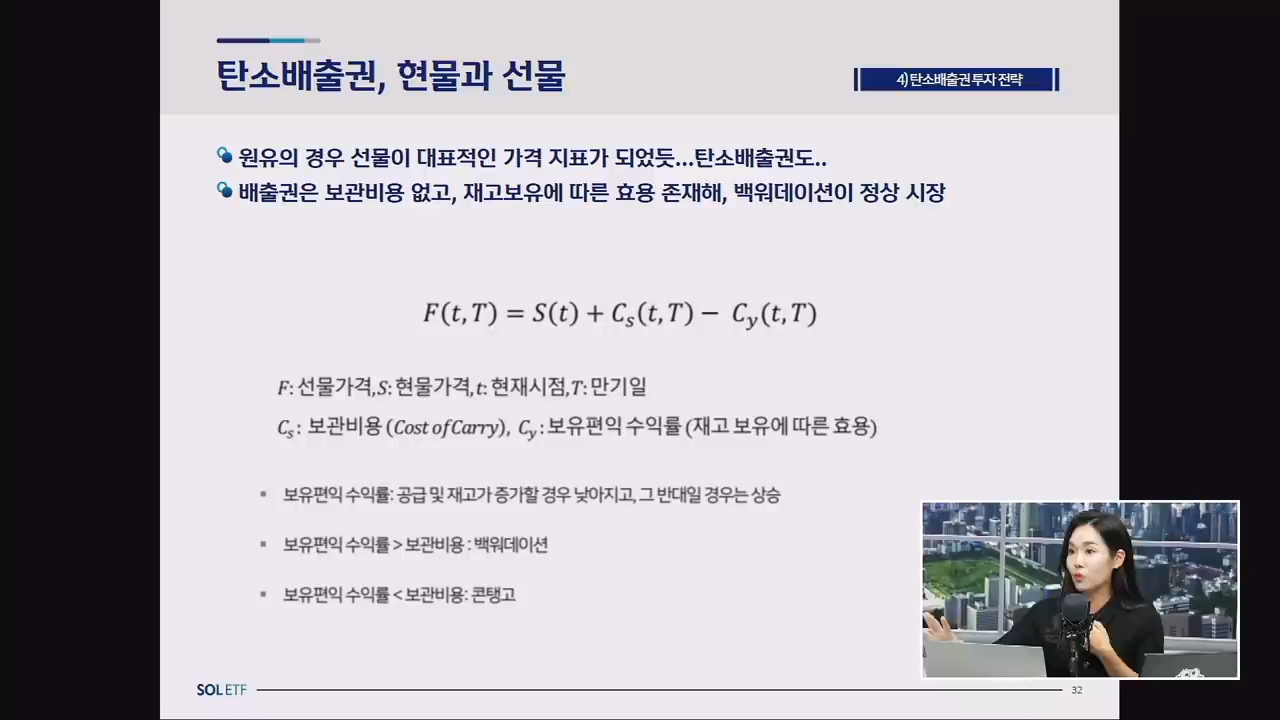 탄소배출권, 현물과 선물
4) 탄소배출권 투자 전략
원유의 경우 선물이 대표적인 가격 지표가 되었듯...탄소배출권도..
배출권은 보관비용 없고, 재고보유에 따른 효용 존재해, 백워데이션이 정상 시장
F(t,T) = S(t) + Cₛ(t,T) − C_y(t,T)
F: 선물가격,S: 현물가격,t: 현재시점,T: 만기일
Cₛ: 보관비용 (Cost of Carry), C_y: 보유편익 수익률 (재고 보유에 따른 효용)
▪ 보유편익 수익률: 공급 및 재고가 증가할 경우 낮아지고, 그 반대일 경우는 상승
▪ 보유편익 수익률 > 보관비용 : 백워데이션
▪ 보유편익 수익률 < 보관비용: 콘탱고
SOL ETF
32